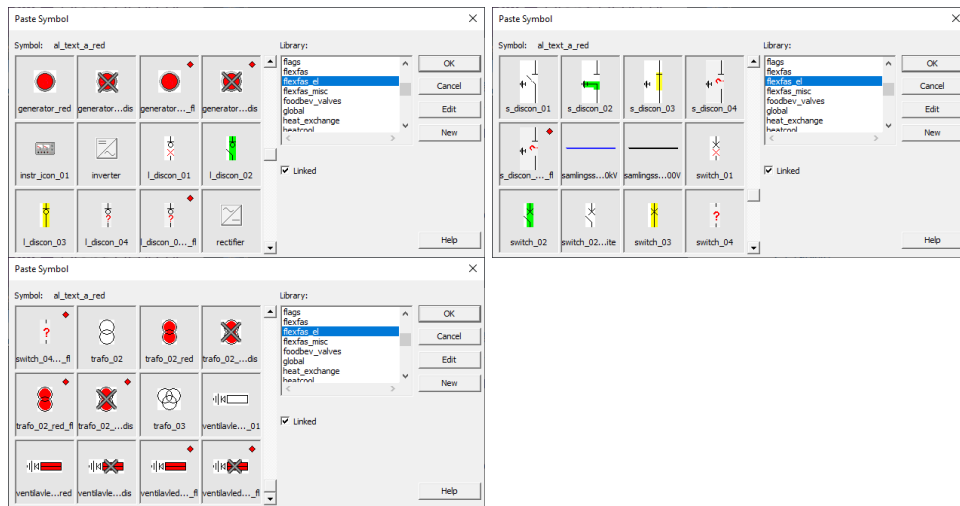 Paste Symbol
Symbol: al_text_a_red
Library:
generator_red
generator...dis
generator..._fl
generator...dis
instr_icon_01
inverter
l_discon_01
l_discon_02
l_discon_03
l_discon_04
l_discon_0..._fl
rectifier
flags
flexfas
flexfas_el
flexfas_misc
foodbev_valves
global
heat_exchange
heatcool
Linked
OK
Cancel
Edit
New
Help
Paste Symbol
Symbol: al_text_a_red
Library:
s_discon_01
s_discon_02
s_discon_03
s_discon_04
s_discon_..._fl
samlingss...0kV
samlingss...00V
switch_01
switch_02
switch_02...ite
switch_03
switch_04
?
flags
flexfas
flexfas_el
flexfas_misc
foodbev_valves
global
heat_exchange
heatcool
Linked
OK
Cancel
Edit
New
Help
Paste Symbol
Symbol: al_text_a_red
Library:
?
switch_04..._fl
trafo_02
trafo_02_red
trafo_02_...dis
trafo_02_red_fl
trafo_02_...dis
trafo_03
ventilavle..._01
ventilavle...red
ventilavle...dis
ventilavled..._fl
ventilavled..._fl
flags
flexfas
flexfas_el
flexfas_misc
foodbev_valves
global
heat_exchange
heatcool
Linked
OK
Cancel
Edit
New
Help